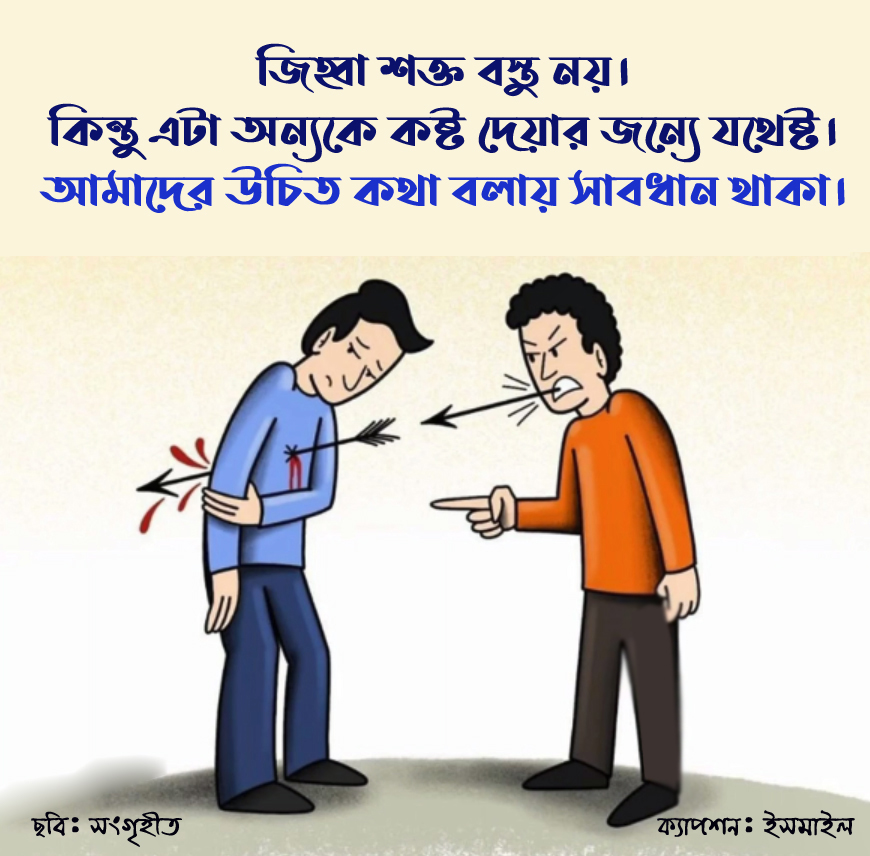 জিহ্বা শক্ত বস্তু নয়।
কিন্তু এটা অন্যকে কষ্ট দেয়ার জন্যে যথেষ্ট।
আমাদের উচিত কথা বলায় সাবধান থাকা।
ছবি: সংগৃহীত
ক্যাপশন: ইসমাইল